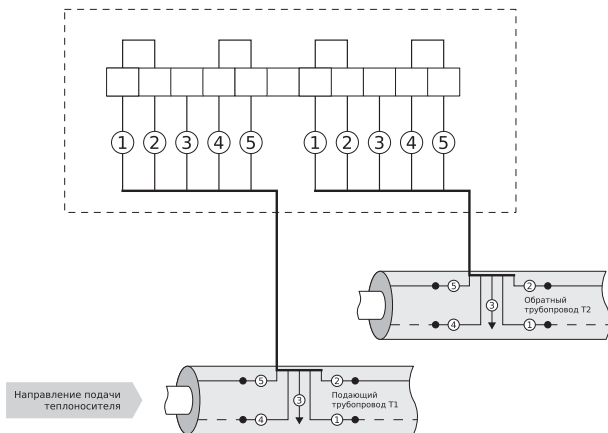 1 2 3 4 5 1 2 3 4 5
5 2
Обратный
трубопровод Т2
3
4 1
5 2
Подающий
трубопровод Т1
3
4 1
Направление подачи
теплоносителя